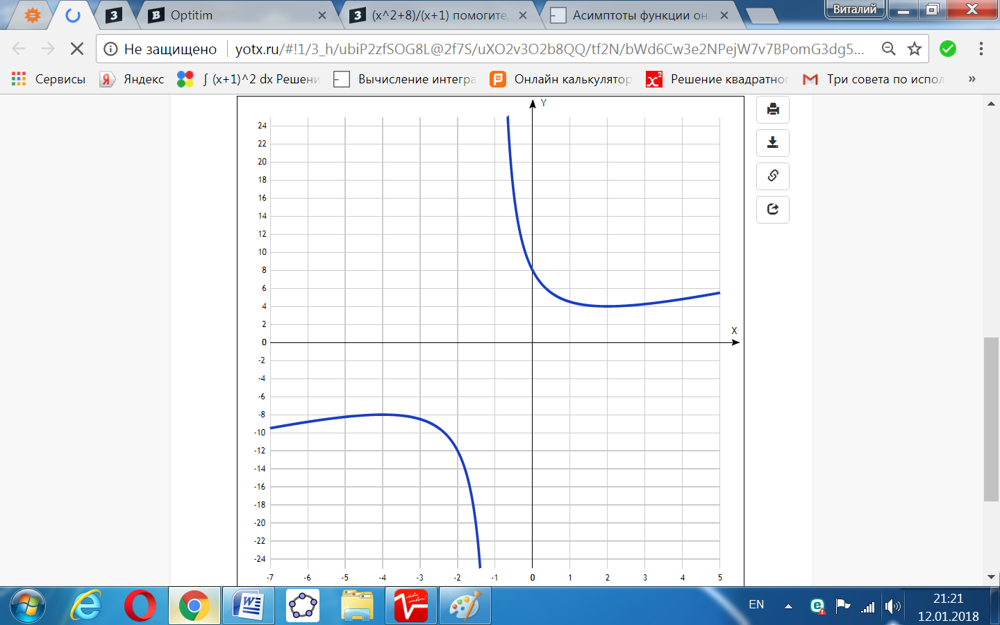 З
Optitim
(x^2+8)/(x+1) помогите
Асимптоты функции он
Виталий
Не защищено
yotx.ru/#!1/3_h/ubiP2zfSOG8L@2f7S/uXO2v3O2b8QQ/tf2N/bWd6Cw3e2NPejW7v7BPomG3dg5...
Сервисы
Яндекс
∫ (x+1)^2 dx Решени
Вычисление интегра
Онлайн калькулятор
Решение квадратног
Три совета по испол
»
Y
24
22
20
18
16
14
12
10
8
6
4
2
0
X
-2
-4
-6
-8
-10
-12
-14
-16
-18
-20
-22
-24
-7 -6 -5 -4 -3 -2 -1 0 1 2 3 4 5
EN
21:21
12.01.2018